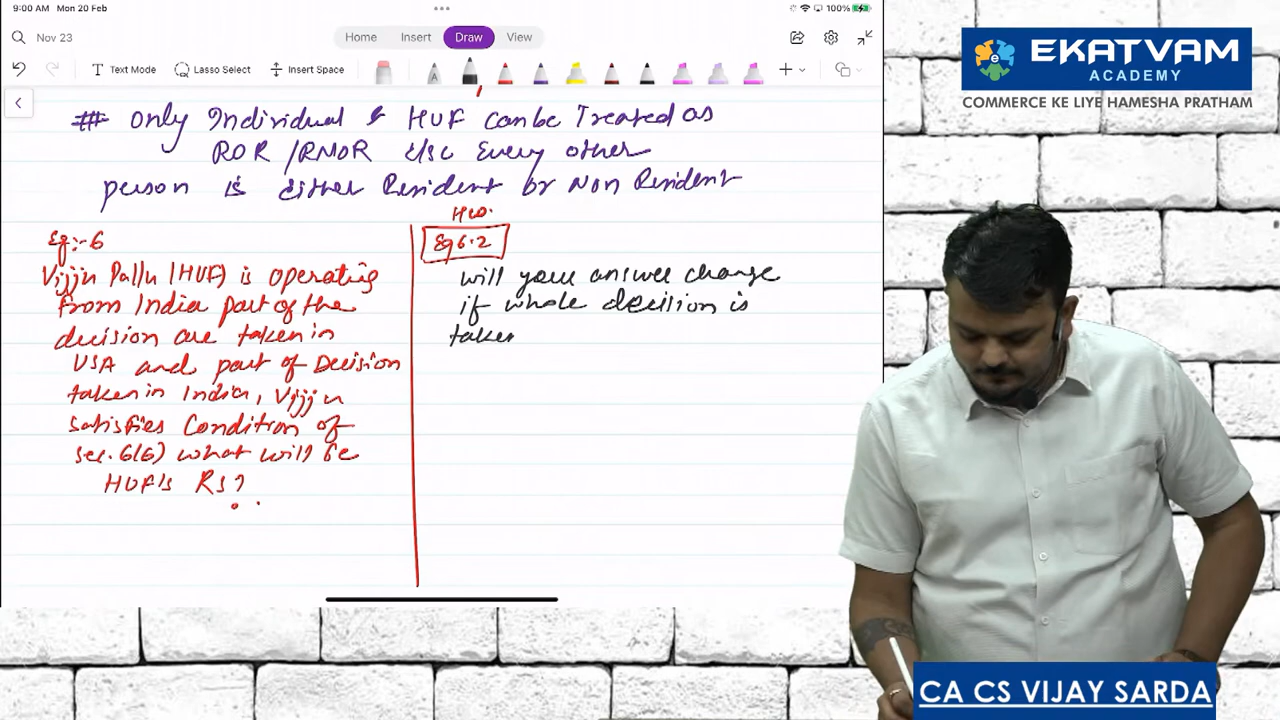 9:00 AM Mon 20 Feb
100%
Nov 23
Home Insert Draw View
Text Mode Lasso Select Insert Space
# Only Individual & HUF can be Treated as
ROR / RNOR else Every other
person is either Resident or Non Resident
Eg:- 6
Vijju Pallu (HUF) is operating
from India part of the
decision are taken in
USA and part of Decision
taken in India, Vijju
satisfies Condition of
sec. 6(6) what will be
HUF's RS?
H.W.
Eg 6.2
will your answer change
if whole decision is
taken
EKATVAM
ACADEMY
COMMERCE KE LIYE HAMESHA PRATHAM
CA CS VIJAY SARDA